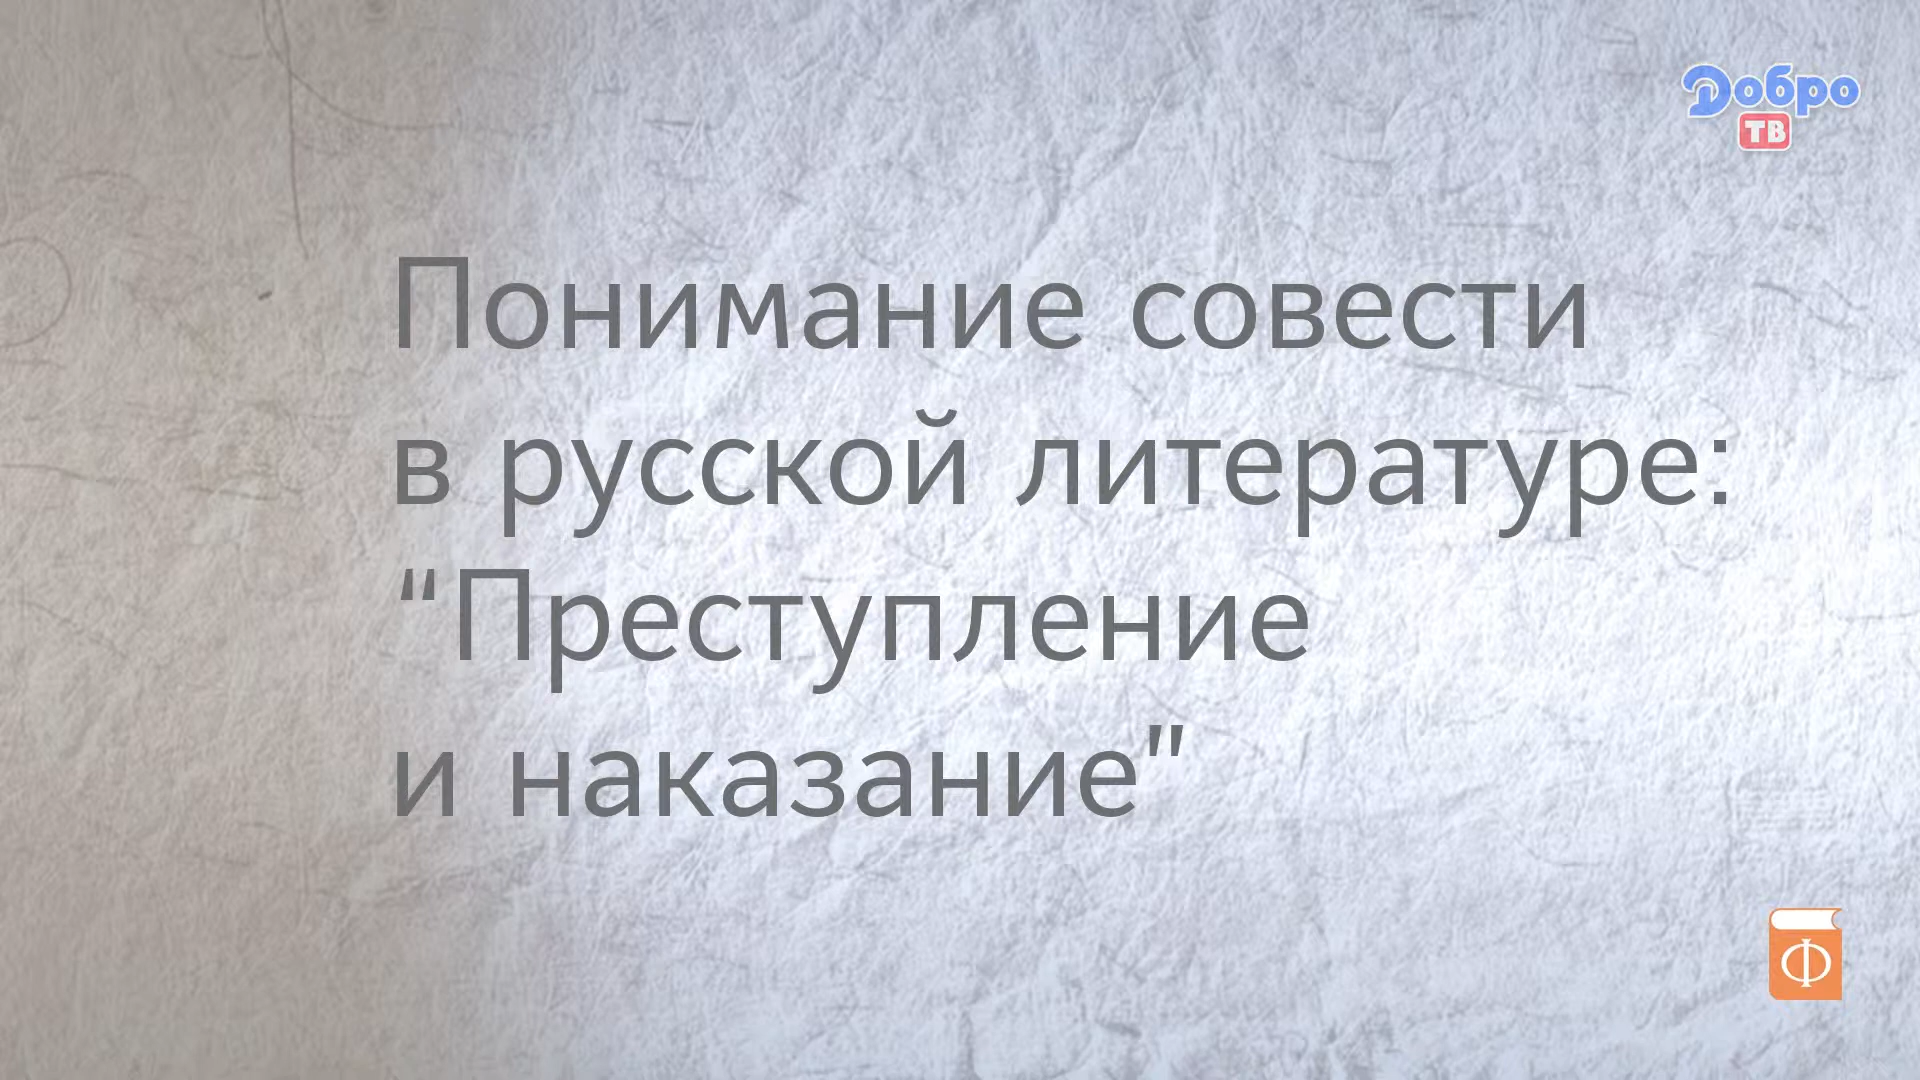 Добро
ТВ
Понимание совести
в русской литературе:
“Преступление
и наказание"
Ф